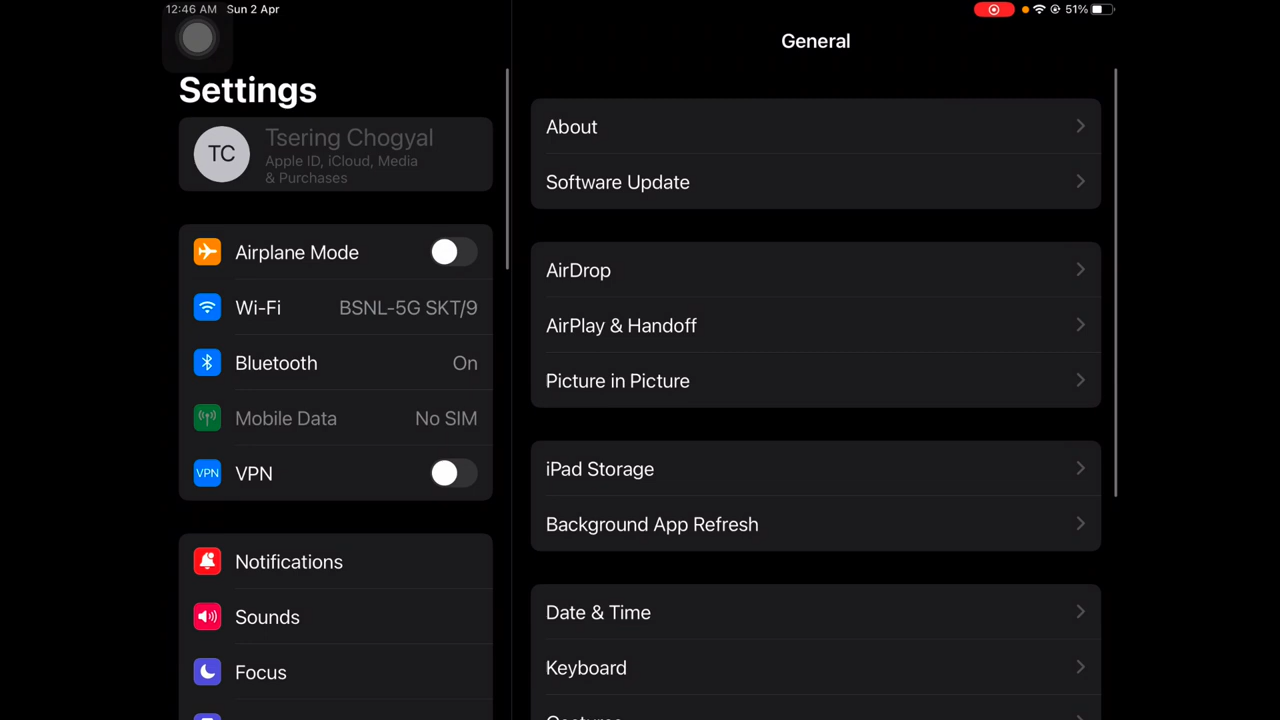 12:46 AM Sun 2 Apr
51%
Settings
TC
Tsering Chogyal
Apple ID, iCloud, Media
& Purchases
Airplane Mode
Wi-Fi BSNL-5G SKT/9
Bluetooth On
Mobile Data No SIM
VPN VPN
Notifications
Sounds
Focus
General
About
Software Update
AirDrop
AirPlay & Handoff
Picture in Picture
iPad Storage
Background App Refresh
Date & Time
Keyboard